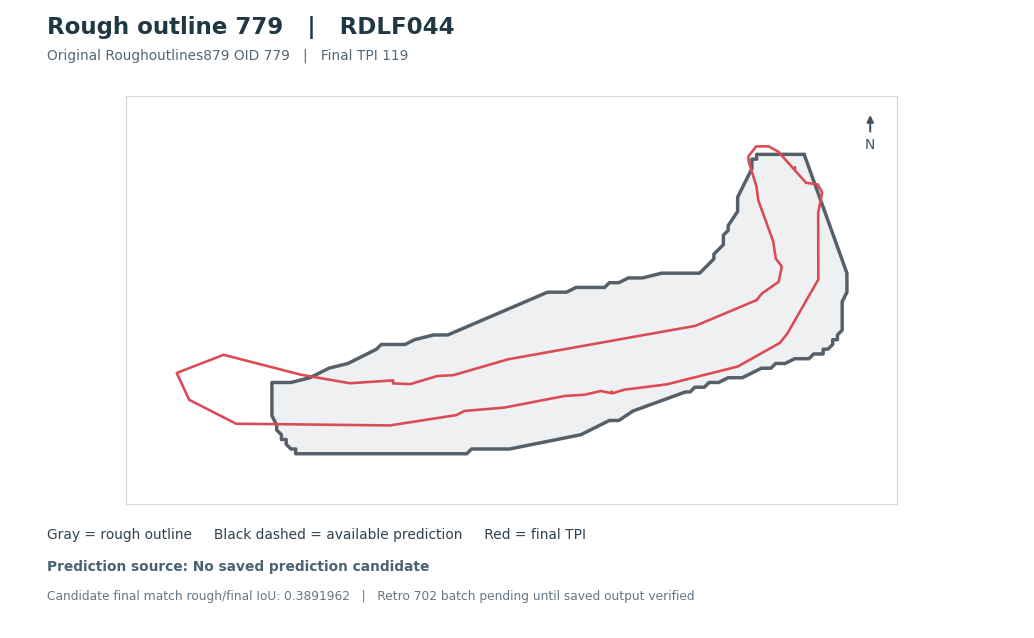 Rough outline 779   |   RDLF044
Original Roughoutlines879 OID 779   |   Final TPI 119
N
Gray = rough outline     Black dashed = available prediction     Red = final TPI
Prediction source: No saved prediction candidate
Candidate final match rough/final IoU: 0.3891962   |   Retro 702 batch pending until saved output verified